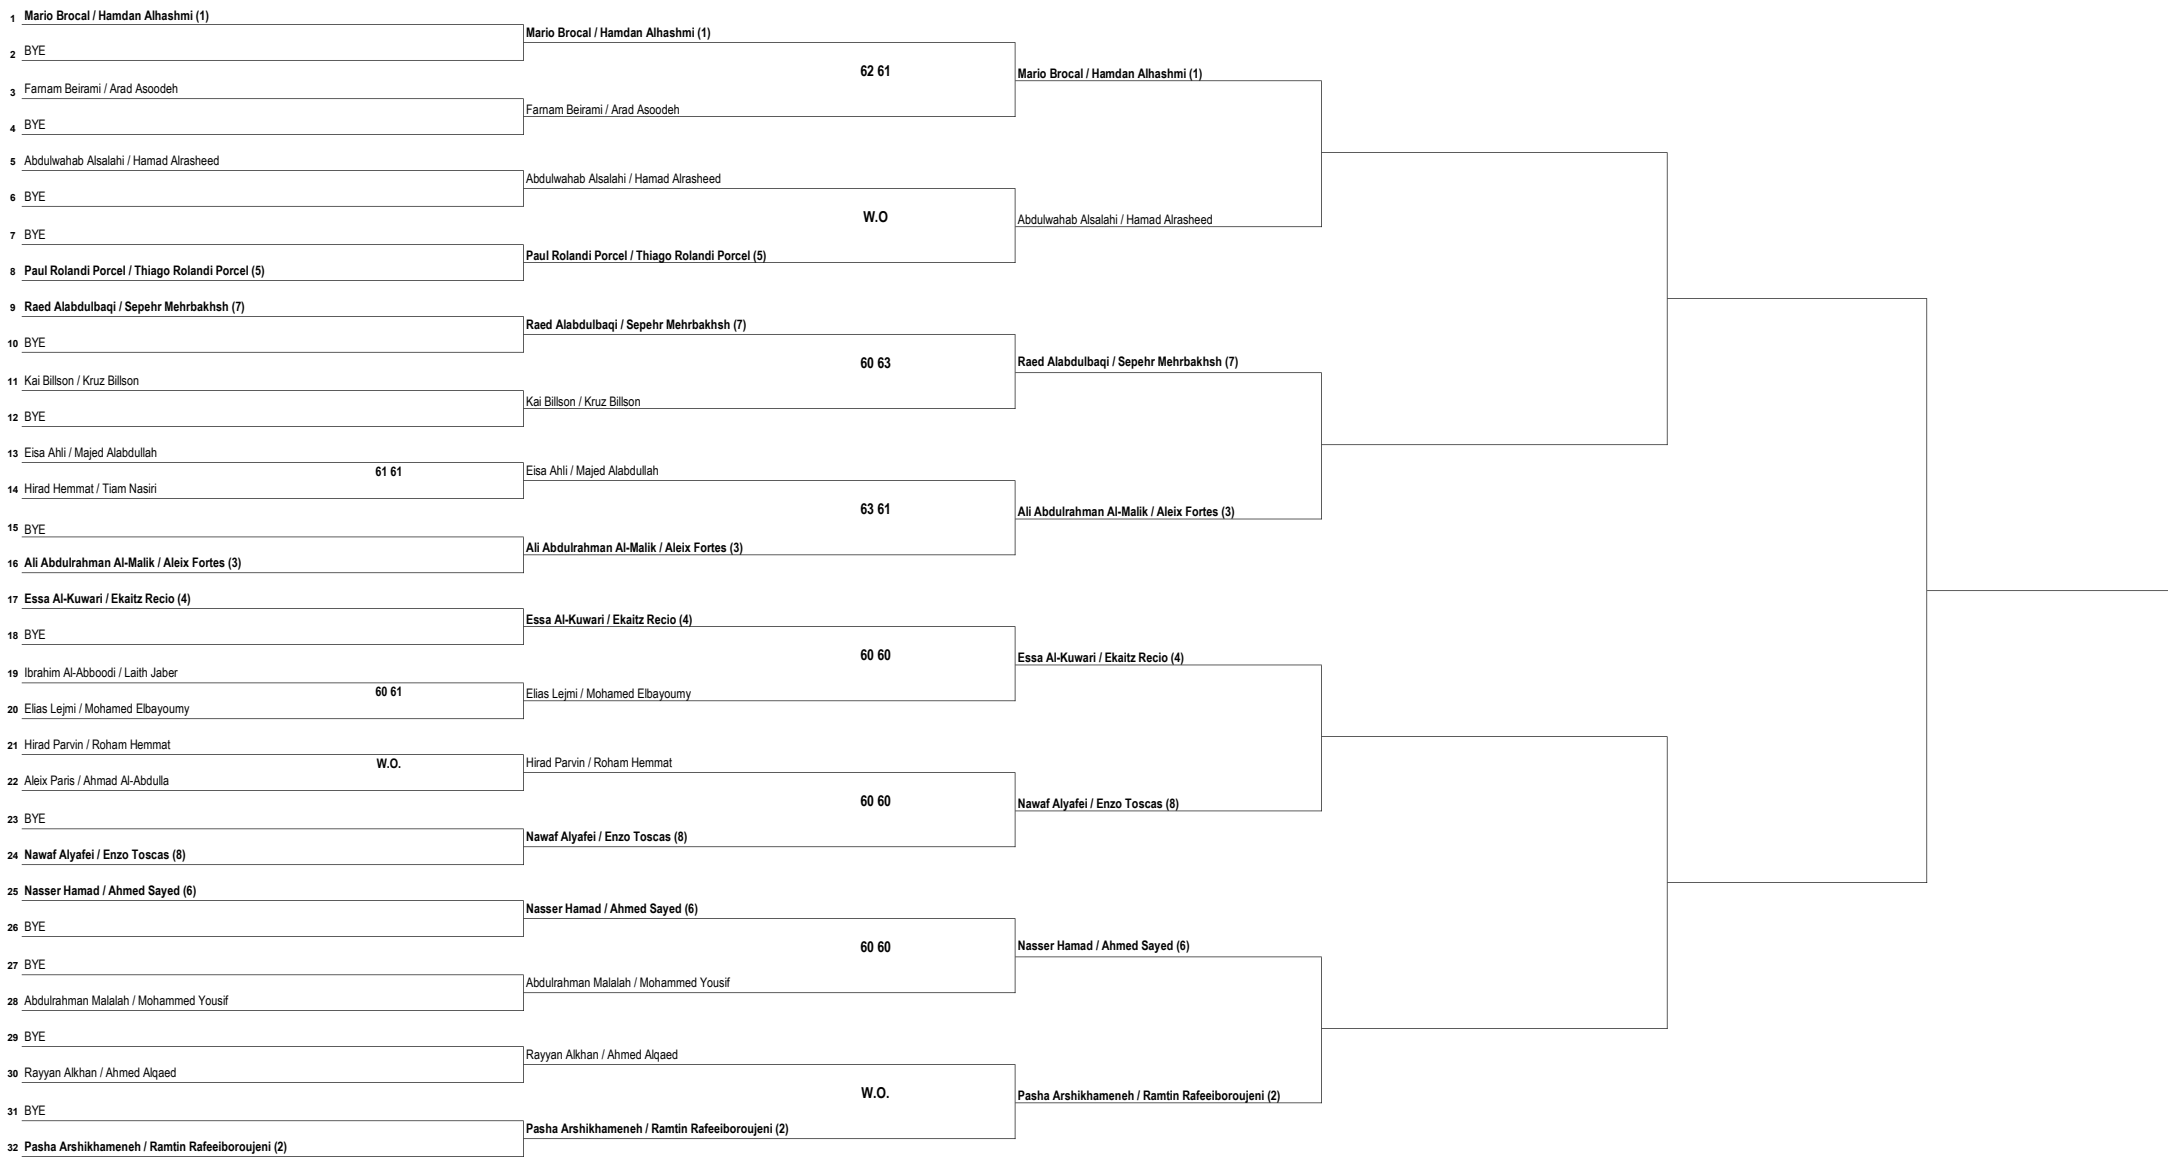 1 Mario Brocal / Hamdan Alhashmi (1)
2 BYE
3 Farnam Beirami / Arad Asoodeh
4 BYE
5 Abdulwahab Alsalahi / Hamad Alrasheed
6 BYE
7 BYE
8 Paul Rolandi Porcel / Thiago Rolandi Porcel (5)
9 Raed Alabdulbaqi / Sepehr Mehrbakhsh (7)
10 BYE
11 Kai Billson / Kruz Billson
12 BYE
13 Eisa Ahli / Majed Alabdullah
61 61
14 Hirad Hemmat / Tiam Nasiri
15 BYE
16 Ali Abdulrahman Al-Malik / Aleix Fortes (3)
17 Essa Al-Kuwari / Ekaitz Recio (4)
18 BYE
19 Ibrahim Al-Abboodi / Laith Jaber
60 61
20 Elias Lejmi / Mohamed Elbayoumy
21 Hirad Parvin / Roham Hemmat
W.O.
22 Aleix Paris / Ahmad Al-Abdulla
23 BYE
24 Nawaf Alyafei / Enzo Toscas (8)
25 Nasser Hamad / Ahmed Sayed (6)
26 BYE
27 BYE
28 Abdulrahman Malalah / Mohammed Yousif
29 BYE
30 Rayyan Alkhan / Ahmed Alqaed
31 BYE
32 Pasha Arshikhameneh / Ramtin Rafeeiboroujeni (2)
Mario Brocal / Hamdan Alhashmi (1)
62 61
Farnam Beirami / Arad Asoodeh
Abdulwahab Alsalahi / Hamad Alrasheed
W.O
Paul Rolandi Porcel / Thiago Rolandi Porcel (5)
Raed Alabdulbaqi / Sepehr Mehrbakhsh (7)
60 63
Kai Billson / Kruz Billson
Eisa Ahli / Majed Alabdullah
63 61
Ali Abdulrahman Al-Malik / Aleix Fortes (3)
Essa Al-Kuwari / Ekaitz Recio (4)
60 60
Elias Lejmi / Mohamed Elbayoumy
Hirad Parvin / Roham Hemmat
60 60
Nawaf Alyafei / Enzo Toscas (8)
Nasser Hamad / Ahmed Sayed (6)
60 60
Abdulrahman Malalah / Mohammed Yousif
Rayyan Alkhan / Ahmed Alqaed
W.O.
Pasha Arshikhameneh / Ramtin Rafeeiboroujeni (2)
Mario Brocal / Hamdan Alhashmi (1)
Abdulwahab Alsalahi / Hamad Alrasheed
Raed Alabdulbaqi / Sepehr Mehrbakhsh (7)
Ali Abdulrahman Al-Malik / Aleix Fortes (3)
Essa Al-Kuwari / Ekaitz Recio (4)
Nawaf Alyafei / Enzo Toscas (8)
Nasser Hamad / Ahmed Sayed (6)
Pasha Arshikhameneh / Ramtin Rafeeiboroujeni (2)